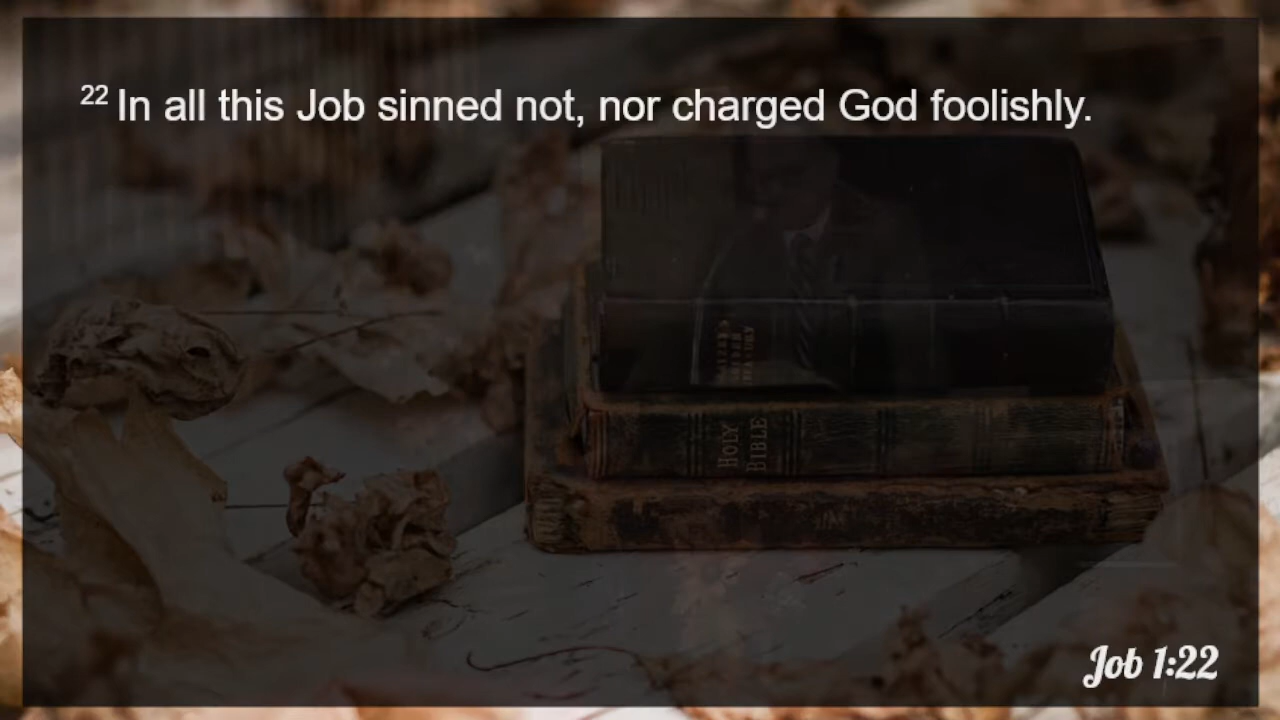 22 In all this Job sinned not, nor charged God foolishly.
HOLY
BIBLE
Job 1:22